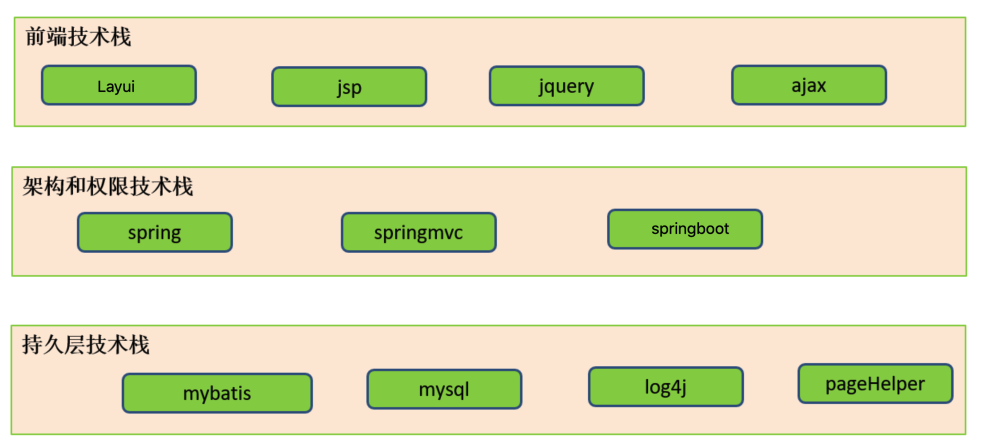 前端技术栈
Layui jsp jquery ajax
架构和权限技术栈
spring springmvc springboot
持久层技术栈
mybatis mysql log4j pageHelper